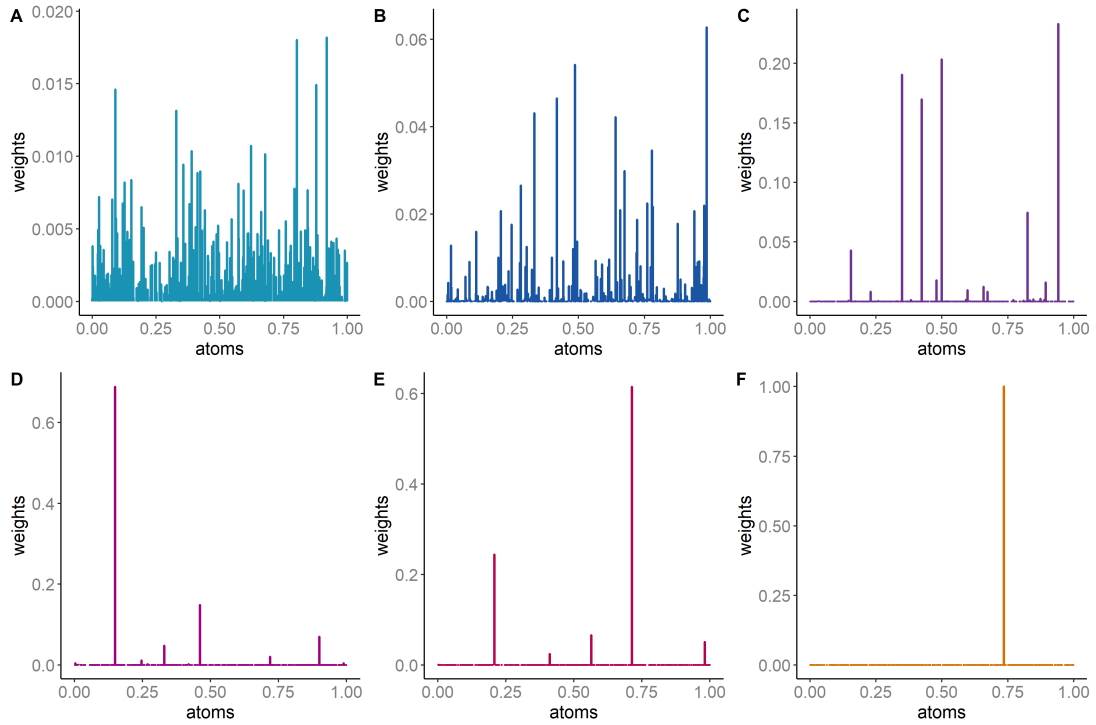 A
0.020
0.015
0.010
0.005
0.000
weights
0.00 0.25 0.50 0.75 1.00
atoms
B
0.06
0.04
0.02
0.00
weights
0.00 0.25 0.50 0.75 1.00
atoms
C
0.20
0.15
0.10
0.05
0.00
weights
0.00 0.25 0.50 0.75 1.00
atoms
D
0.6
0.4
0.2
0.0
weights
0.00 0.25 0.50 0.75 1.00
atoms
E
0.6
0.4
0.2
0.0
weights
0.00 0.25 0.50 0.75 1.00
atoms
F
1.00
0.75
0.50
0.25
0.00
weights
0.00 0.25 0.50 0.75 1.00
atoms